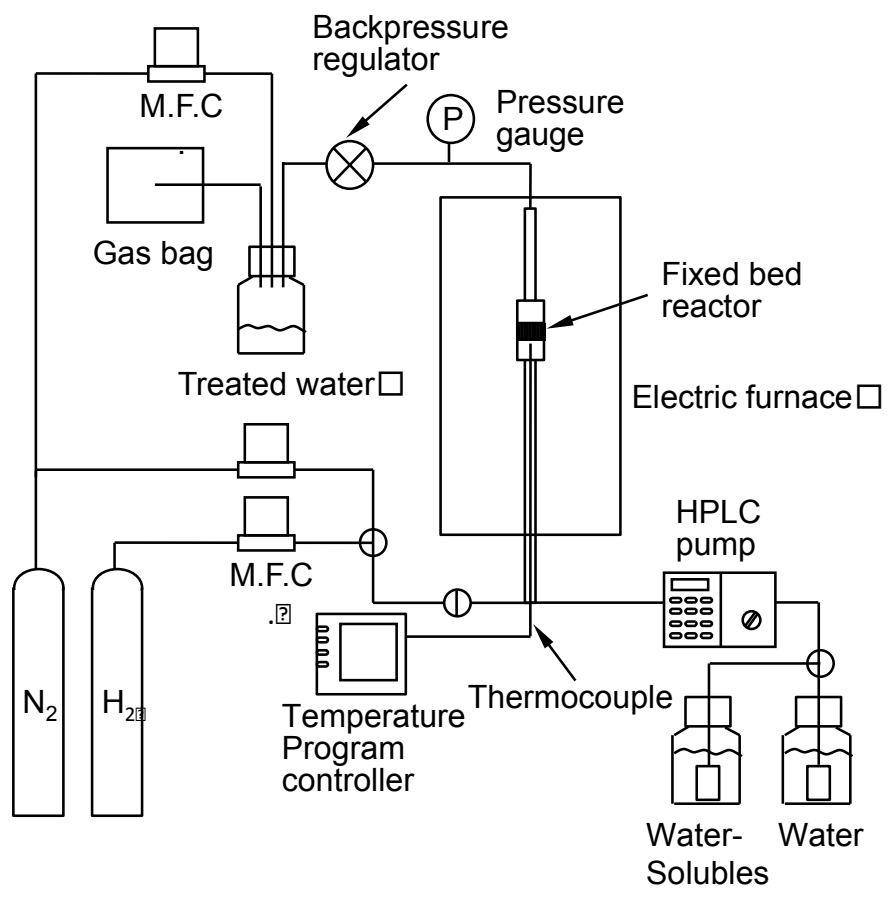 Backpressure
regulator
M.F.C
P
Pressure
gauge
Gas bag
Fixed bed
reactor
Treated water□
Electric furnace□
HPLC
pump
M.F.C
.
N₂
H₂
Thermocouple
Temperature
Program
controller
Water-
Solubles
Water